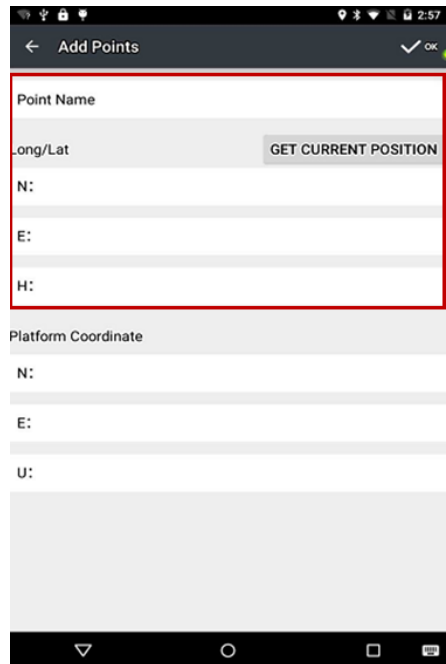 2:57
Add Points
OK
Point Name
Long/Lat GET CURRENT POSITION
N:
E:
H:
Platform Coordinate
N:
E:
U: